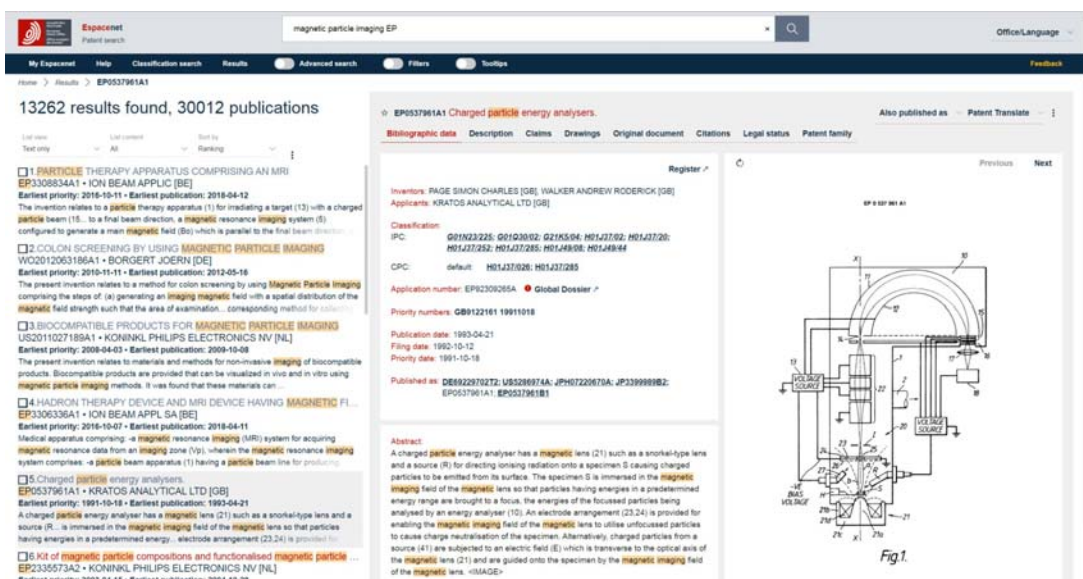 Espacenet
Patent search
magnetic particle imaging EP
×
Office/Language
My Espacenet Help Classification search Results Advanced search Filters Tooltips Feedback
Home > Results > EP0537961A1
13262 results found, 30012 publications
List view List content Sort by
Text only All Ranking
1.PARTICLE THERAPY APPARATUS COMPRISING AN MRI
EP3308834A1 • ION BEAM APPLIC [BE]
Earliest priority: 2016-10-11 • Earliest publication: 2018-04-12
The invention relates to a particle therapy apparatus (1) for irradiating a target (13) with a charged
particle beam (15... to a final beam direction, a magnetic resonance imaging system (5)
configured to generate a main magnetic field (Bo) which is parallel to the final beam direction
2.COLON SCREENING BY USING MAGNETIC PARTICLE IMAGING
WO2012063186A1 • BORGERT JOERN [DE]
Earliest priority: 2010-11-11 • Earliest publication: 2012-05-16
The present invention relates to a method for colon screening by using Magnetic Particle Imaging
comprising the steps of: (a) generating an imaging magnetic field with a spatial distribution of the
magnetic field strength such that the area of examination... corresponding method for
3.BIOCOMPATIBLE PRODUCTS FOR MAGNETIC PARTICLE IMAGING
US2011027189A1 • KONINKL PHILIPS ELECTRONICS NV [NL]
Earliest priority: 2008-04-03 • Earliest publication: 2009-10-08
The present invention relates to materials and methods for non-invasive imaging of biocompatible
products. Biocompatible products are provided that can be visualized in vivo and in vitro using
magnetic particle imaging methods. It was found that these materials can ...
4.HADRON THERAPY DEVICE AND MRI DEVICE HAVING MAGNETIC FI...
EP3306336A1 • ION BEAM APPL SA [BE]
Earliest priority: 2016-10-07 • Earliest publication: 2018-04-11
Medical apparatus comprising: -a magnetic resonance imaging (MRI) system for acquiring
magnetic resonance data from an imaging zone (Vp), wherein the magnetic resonance imaging
system comprises: -a particle beam apparatus (1) having a particle beam line for producing
5.Charged particle energy analysers.
EP0537961A1 • KRATOS ANALYTICAL LTD [GB]
Earliest priority: 1991-10-18 • Earliest publication: 1993-04-21
A charged particle energy analyser has a magnetic lens (21) such as a snorkel-type lens and a
source (R... is immersed in the magnetic imaging field of the magnetic lens so that particles
having energies in a predetermined energy... electrode arrangement (23,24) is provided for
6.Kit of magnetic particle compositions and functionalised magnetic particle ...
EP2335573A2 • KONINKL PHILIPS ELECTRONICS NV [NL]
EP0537961A1 Charged particle energy analysers.
Also published as Patent Translate
Bibliographic data Description Claims Drawings Original document Citations Legal status Patent family
Register
Inventors: PAGE SIMON CHARLES [GB]; WALKER ANDREW RODERICK [GB]
Applicants: KRATOS ANALYTICAL LTD [GB]
Classification:
IPC: G01N23/225; G01Q30/02; G21K5/04; H01J37/02; H01J37/20;
H01J37/252; H01J37/285; H01J49/08; H01J49/44
CPC: default: H01J37/026; H01J37/285
Application number: EP92309265A Global Dossier
Priority numbers: GB9122161 19911018
Publication date: 1993-04-21
Filing date: 1992-10-12
Priority date: 1991-10-18
Published as: DE69229702T2; US5286974A; JPH07220670A; JP3399989B2;
EP0537961A1; EP0537961B1
Abstract:
A charged particle energy analyser has a magnetic lens (21) such as a snorkel-type lens
and a source (R) for directing ionising radiation onto a specimen S causing charged
particles to be emitted from its surface. The specimen S is immersed in the magnetic
imaging field of the magnetic lens so that particles having energies in a predetermined
energy range are brought to a focus, the energies of the focussed particles being
analysed by an energy analyser (10). An electrode arrangement (23,24) is provided for
enabling the magnetic imaging field of the magnetic lens to utilise unfocussed particles
to cause charge neutralisation of the specimen. Alternatively, charged particles from a
source (41) are subjected to an electric field (E) which is transverse to the optical axis of
the magnetic lens (21) and are guided onto the specimen by the magnetic imaging field
of the magnetic lens. <IMAGE>
Previous Next
EP 0 537 961 A1
X
10
11
12
15
14
16
17
13
18
VOLTAGE
SOURCE
22
1
2
VOLTAGE
SOURCE
20
23
24
25
26
27
-VE
BIAS
VOLTAGE
H
R
S
21b
21d
21c
X
21a
21
Fig.1.